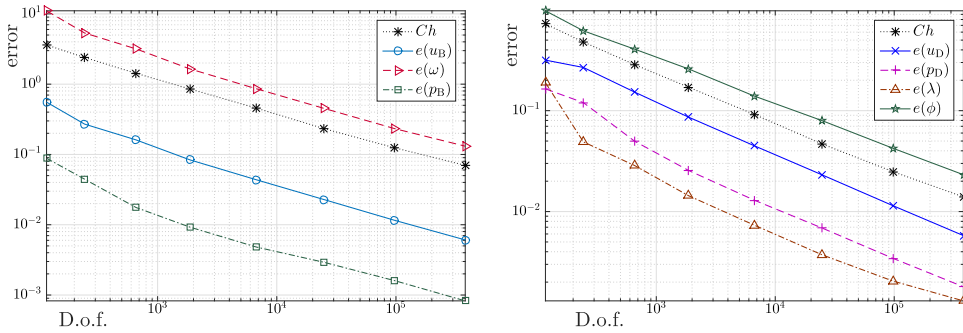 error
10^1
10^0
10^{-1}
10^{-2}
10^{-3}
Ch
e(u_B)
e(ω)
e(p_B)
D.o.f.
10^3
10^4
10^5
error
10^{-1}
10^{-2}
Ch
e(u_B)
e(p_D)
e(λ)
e(ϕ)
D.o.f.
10^3
10^4
10^5